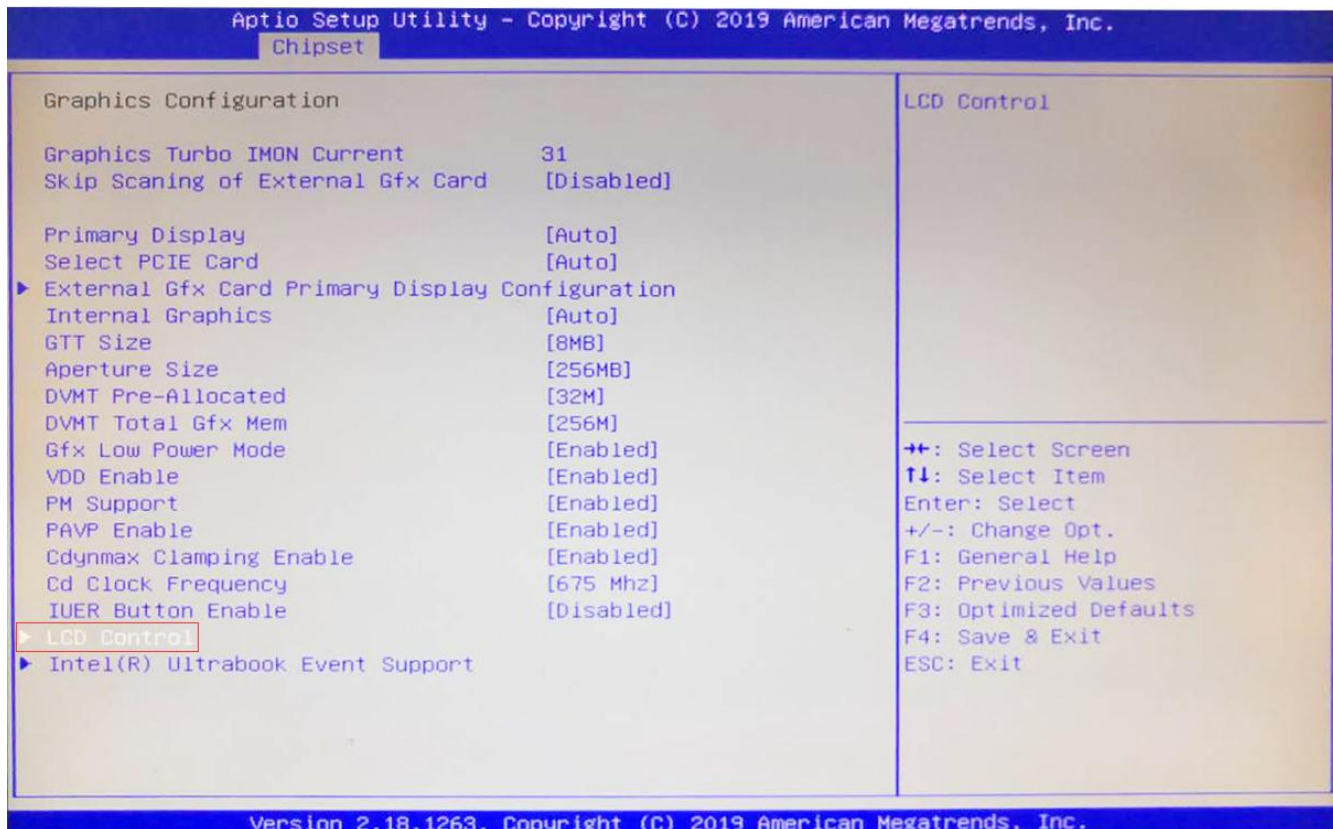 Aptio Setup Utility - Copyright (C) 2019 American Megatrends, Inc.
Chipset
Graphics Configuration
Graphics Turbo IMON Current 31
Skip Scaning of External Gfx Card [Disabled]
Primary Display [Auto]
Select PCIE Card [Auto]
▶ External Gfx Card Primary Display Configuration
Internal Graphics [Auto]
GTT Size [8MB]
Aperture Size [256MB]
DVMT Pre-Allocated [32M]
DVMT Total Gfx Mem [256M]
Gfx Low Power Mode [Enabled]
VDD Enable [Enabled]
PM Support [Enabled]
PAVP Enable [Enabled]
Cdynmax Clamping Enable [Enabled]
Cd Clock Frequency [675 Mhz]
IUER Button Enable [Disabled]
▶ LCD Control
▶ Intel(R) Ultrabook Event Support
LCD Control
→←: Select Screen
↑↓: Select Item
Enter: Select
+/-: Change Opt.
F1: General Help
F2: Previous Values
F3: Optimized Defaults
F4: Save & Exit
ESC: Exit
Version 2.18.1263. Copyright (C) 2019 American Megatrends, Inc.